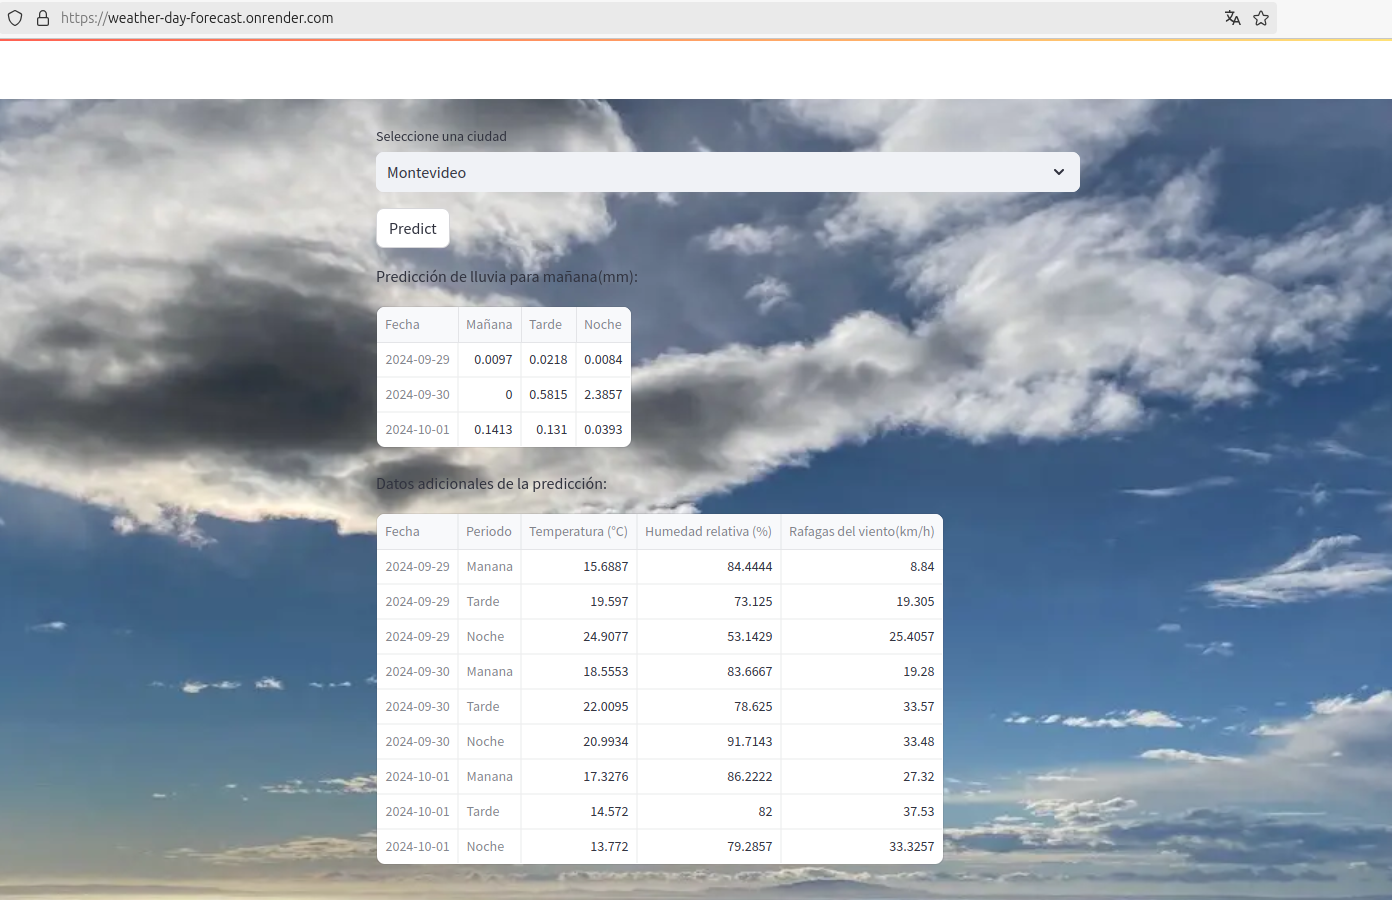 https://weather-day-forecast.onrender.com
Seleccione una ciudad
Montevideo
Predict
Predicción de lluvia para mañana(mm):
Fecha Mañana Tarde Noche
2024-09-29 0.0097 0.0218 0.0084
2024-09-30 0 0.5815 2.3857
2024-10-01 0.1413 0.131 0.0393
Datos adicionales de la predicción:
Fecha Periodo Temperatura (°C) Humedad relativa (%) Rafagas del viento(km/h)
2024-09-29 Manana 15.6887 84.4444 8.84
2024-09-29 Tarde 19.597 73.125 19.305
2024-09-29 Noche 24.9077 53.1429 25.4057
2024-09-30 Manana 18.5553 83.6667 19.28
2024-09-30 Tarde 22.0095 78.625 33.57
2024-09-30 Noche 20.9934 91.7143 33.48
2024-10-01 Manana 17.3276 86.2222 27.32
2024-10-01 Tarde 14.572 82 37.53
2024-10-01 Noche 13.772 79.2857 33.3257